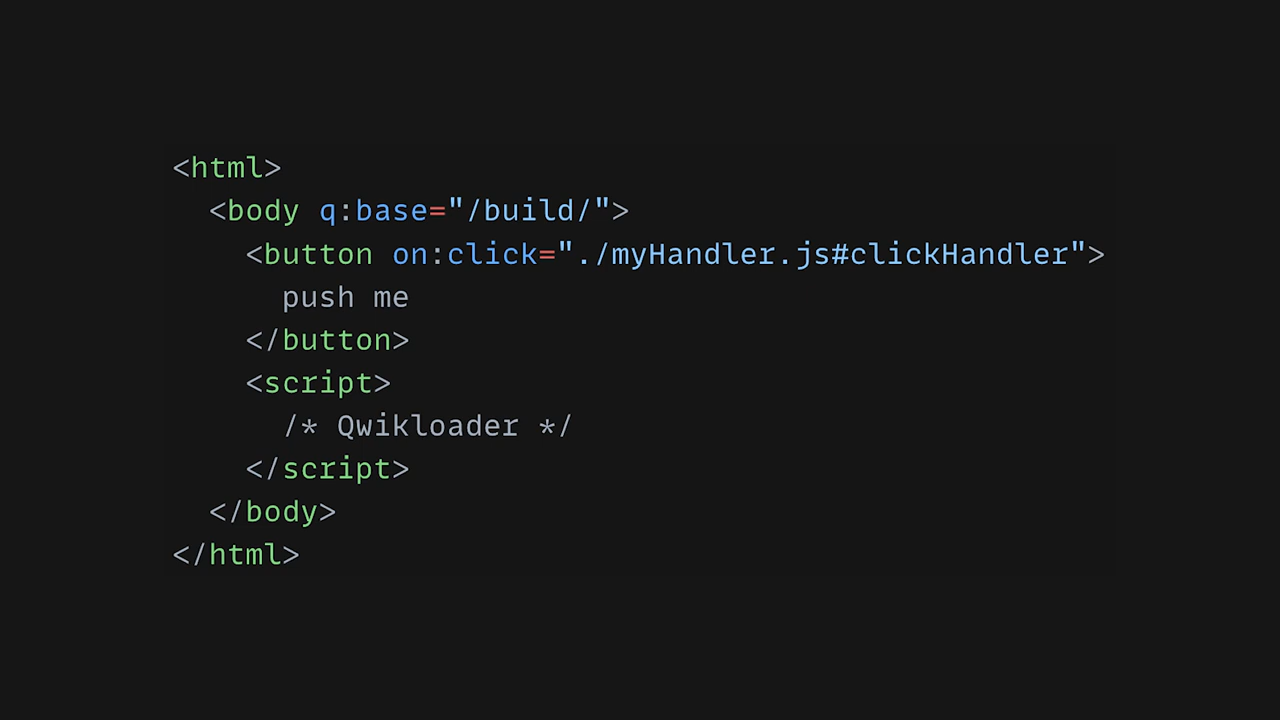 <html>
  <body q:base="/build/">
    <button on:click="./myHandler.js#clickHandler">
      push me
    </button>
    <script>
      /* Qwikloader */
    </script>
  </body>
</html>